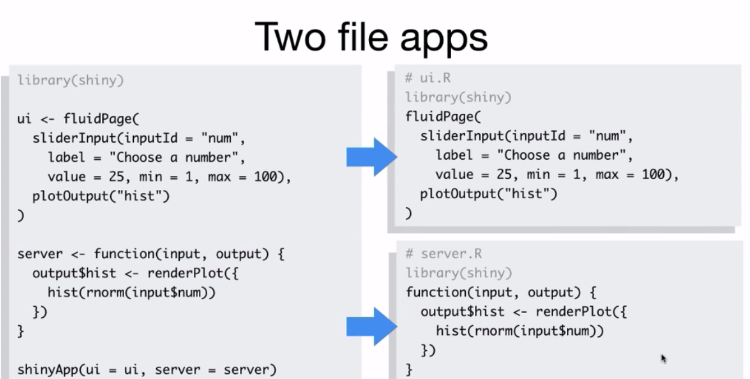 Two file apps
library(shiny)
ui <- fluidPage(
  sliderInput(inputId = "num",
    label = "Choose a number",
    value = 25, min = 1, max = 100),
  plotOutput("hist")
)
server <- function(input, output) {
  output$hist <- renderPlot({
    hist(rnorm(input$num))
  })
}
shinyApp(ui = ui, server = server)
# ui.R
library(shiny)
fluidPage(
  sliderInput(inputId = "num",
    label = "Choose a number",
    value = 25, min = 1, max = 100),
  plotOutput("hist")
)
# server.R
library(shiny)
function(input, output) {
  output$hist <- renderPlot({
    hist(rnorm(input$num))
  })
}